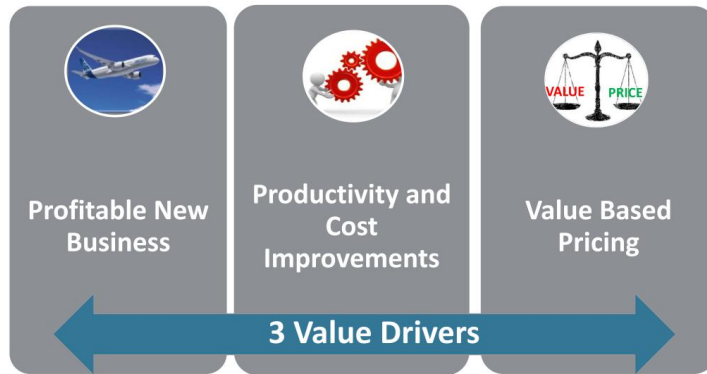 VALUE PRICE
Profitable New
Business
Productivity and
Cost
Improvements
Value Based
Pricing
3 Value Drivers